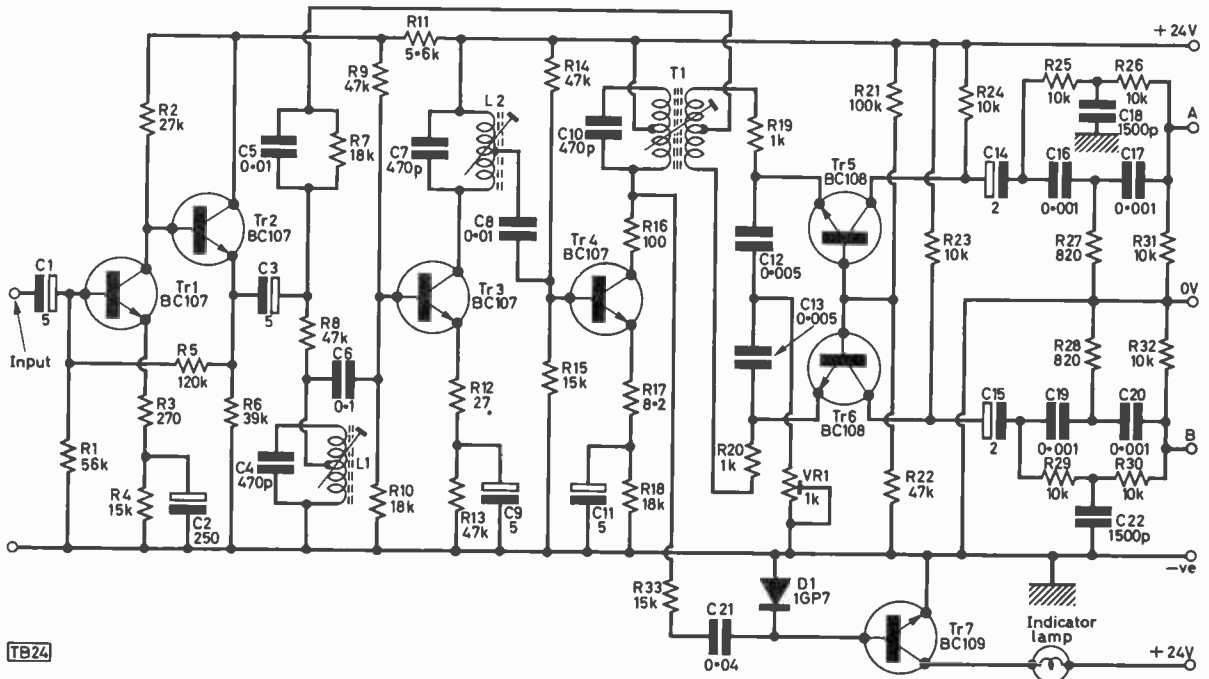 R11
5·6k
+24V
R2
27k
R9
47k
R14
47k
T1
R21
100k
R24
10k
R25
10k
R26
10k
C18
1500p
A
C5
0·01
R7
18k
L2
C7
470p
C10
470p
R19
1k
Tr5
BC108
C14
2
C16
0·001
C17
0·001
Tr2
BC107
C8
0·01
R16
100
C12
0·005
R23
10k
R27
820
R31
10k
C1
5
Tr1
BC107
C3
5
Tr3
BC107
Tr4
BC107
C13
0·005
0V
Input
R5
120k
R8
47k
C6
0·1
R15
15k
R12
27
R17
8·2
Tr6
BC108
R28
820
R32
10k
C15
2
C19
0·001
C20
0·001
B
R1
56k
R3
270
R6
39k
R4
15k
C2
250
C4
470p
L1
R10
18k
R13
47k
C9
5
C11
5
R18
18k
R20
1k
VR1
1k
R22
47k
R29
10k
R30
10k
C22
1500p
-ve
R33
15k
D1
1GP7
C21
0·04
Tr7
BC109
Indicator
lamp
+24V
TB24